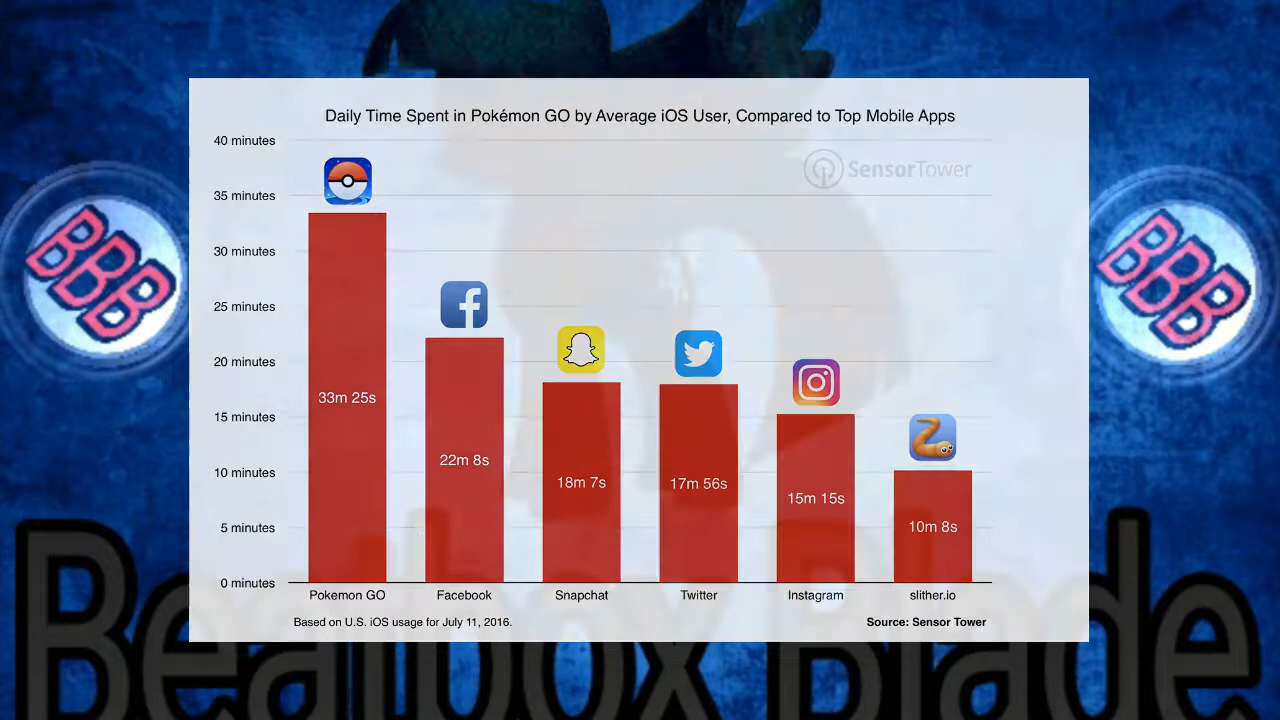 Daily Time Spent in Pokémon GO by Average iOS User, Compared to Top Mobile Apps
40 minutes
SensorTower
35 minutes
30 minutes
25 minutes
20 minutes
15 minutes
10 minutes
5 minutes
0 minutes
33m 25s
22m 8s
18m 7s
17m 56s
15m 15s
10m 8s
Pokemon GO
Facebook
Snapchat
Twitter
Instagram
slither.io
Based on U.S. iOS usage for July 11, 2016.
Source: Sensor Tower
BBB
BBB
Beatbox Blade